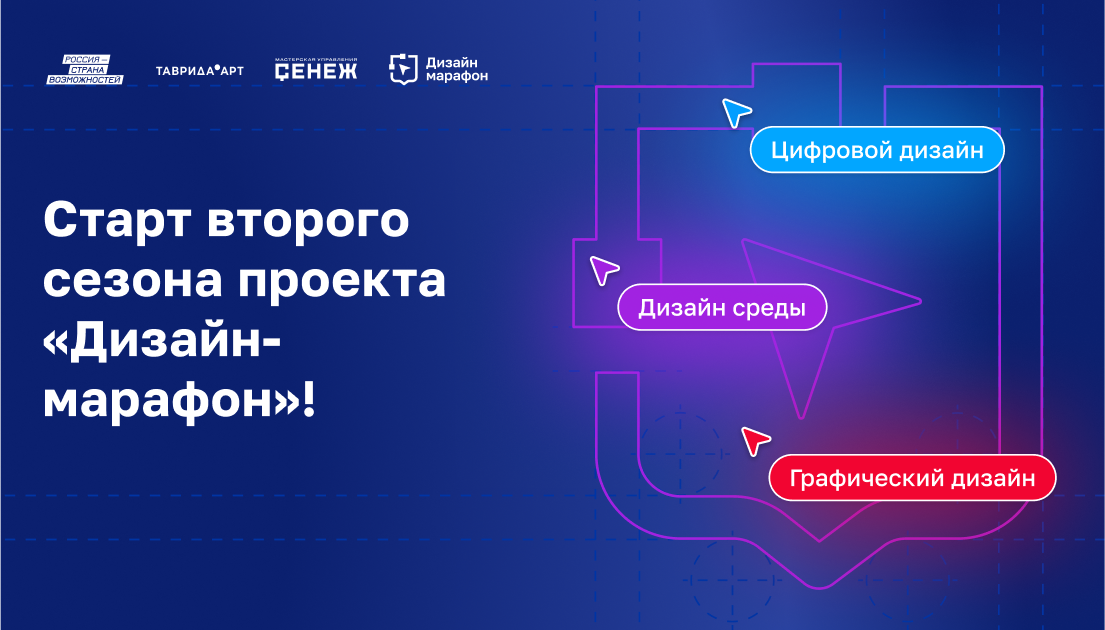 РОССИЯ –
СТРАНА
ВОЗМОЖНОСТЕЙ
ТАВРИДА•АРТ
МАСТЕРСКАЯ УПРАВЛЕНИЯ
СЕНЕЖ
Дизайн
марафон
Старт второго
сезона проекта
«Дизайн-
марафон»!
Цифровой дизайн
Дизайн среды
Графический дизайн